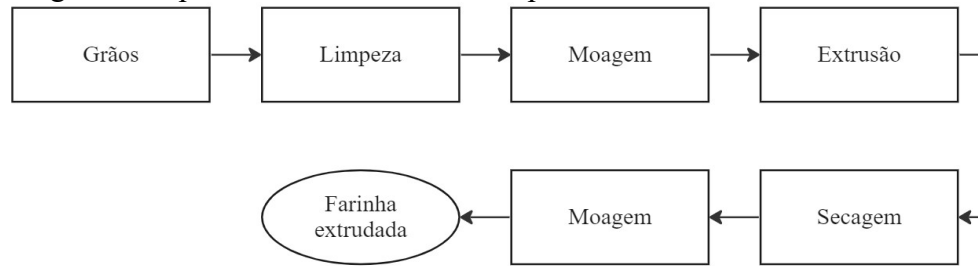 Grãos
Limpeza
Moagem
Extrusão
Farinha
extrudada
Moagem
Secagem